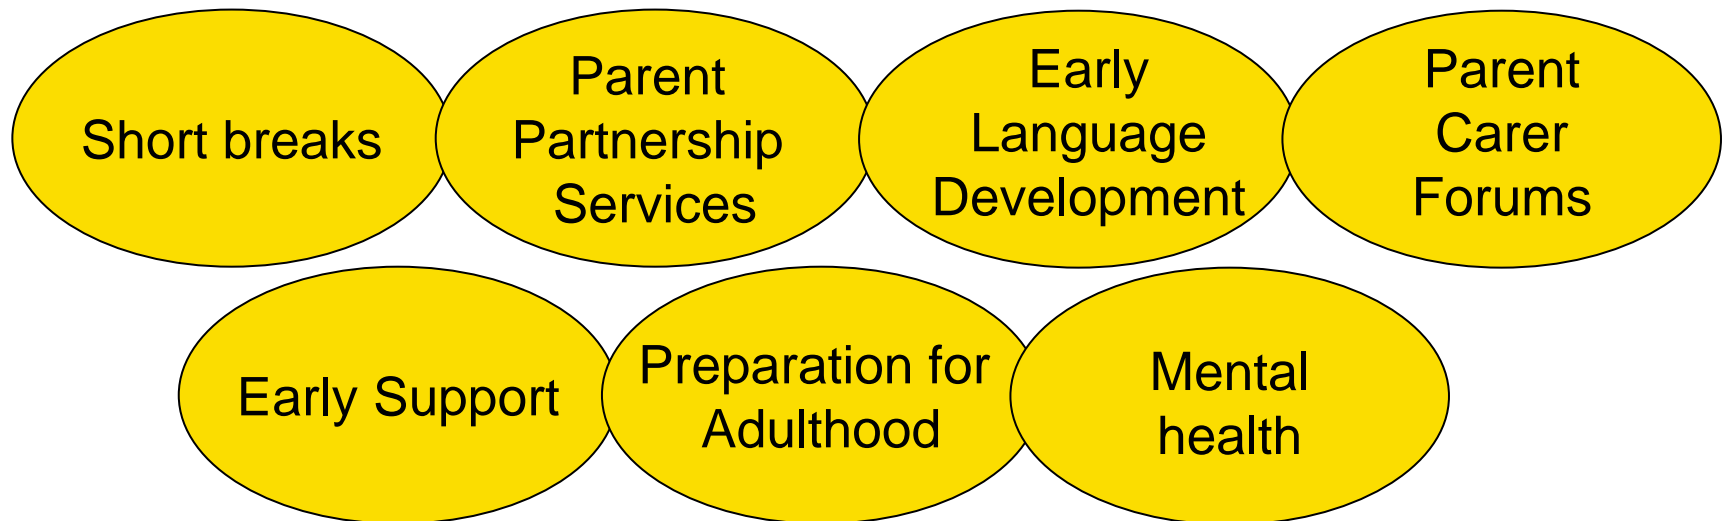 Short breaks
Parent
Partnership
Services
Early
Language
Development
Parent
Carer
Forums
Early Support
Preparation for
Adulthood
Mental
health